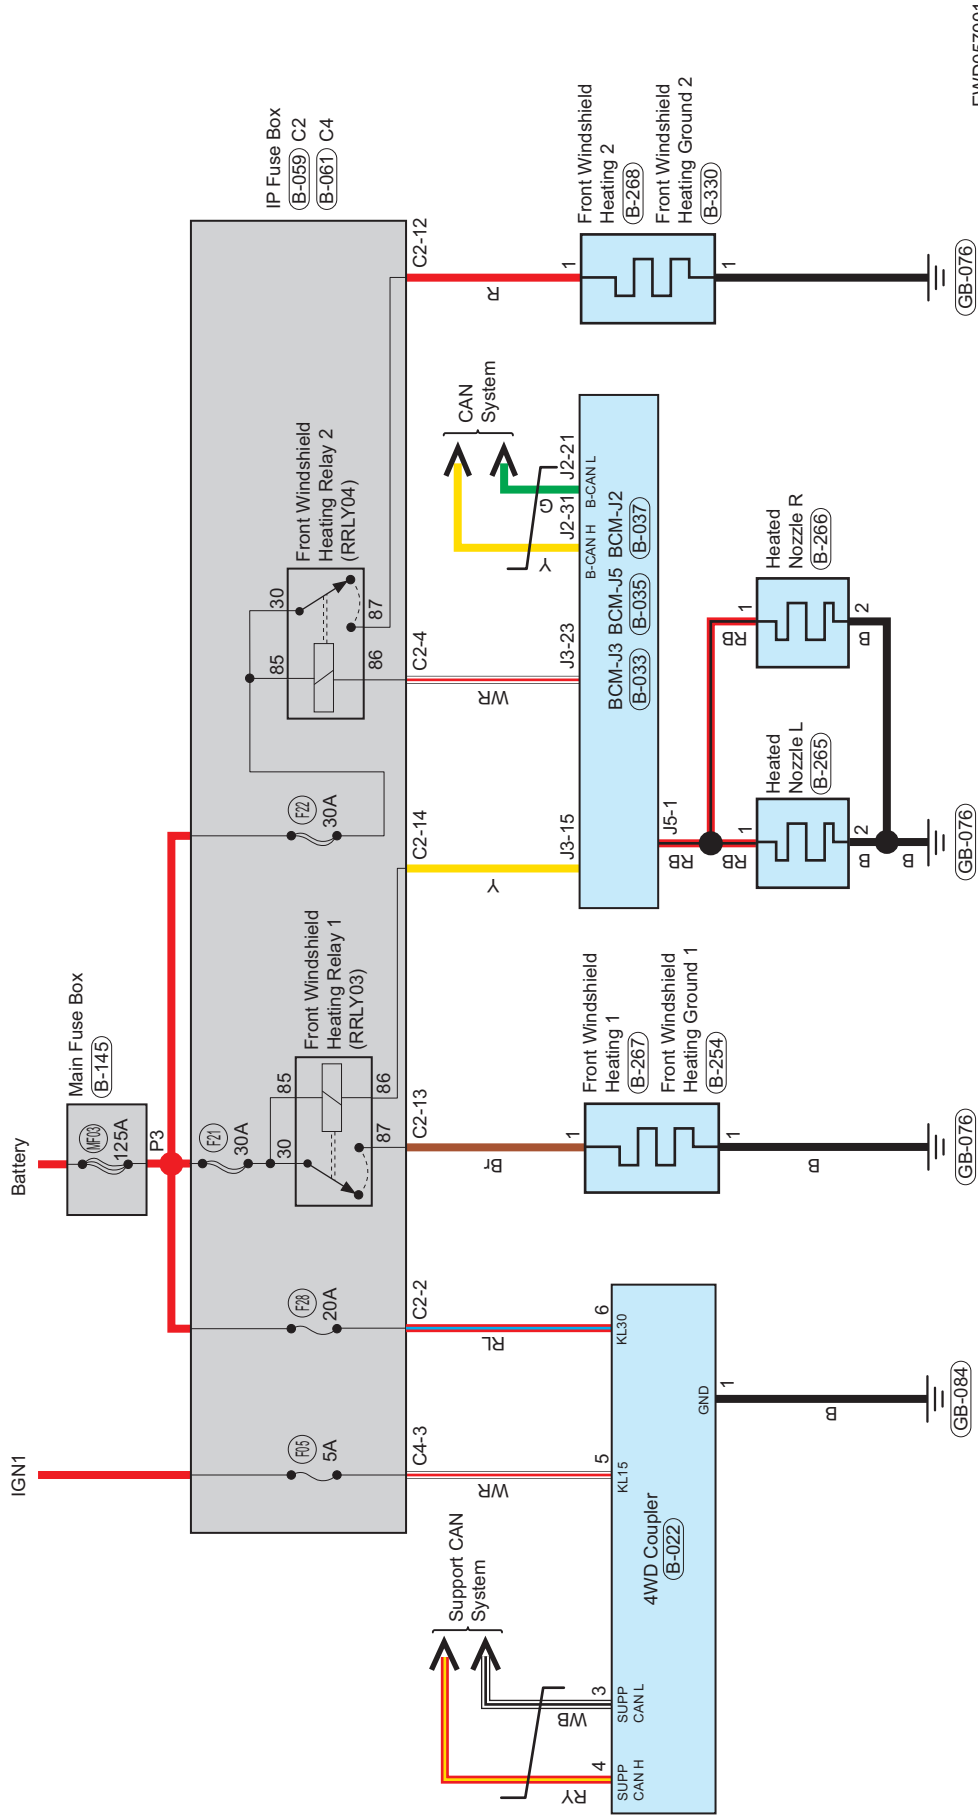 Battery
IGN1
Main Fuse Box
B-145
MF03
125A
P3
IP Fuse Box
B-059 C2
B-061 C4
F05
5A
F28
20A
F21
30A
F22
30A
Front Windshield
Heating Relay 1
(RRLY03)
30
85
86
87
Front Windshield
Heating Relay 2
(RRLY04)
85
30
86
87
C4-3
C2-2
C2-13
C2-14
C2-4
C2-12
Support CAN
System
CAN
System
RY
WB
WR
RL
Br
Y
WR
Y
G
R
4
3
5
6
SUPP
CAN H
SUPP
CAN L
KL15
KL30
4WD Coupler
B-022
GND
1
B
GB-084
1
Front Windshield
Heating 1
B-267
Front Windshield
Heating Ground 1
B-254
1
B
GB-076
J3-15
J3-23
J2-31
J2-21
B-CAN H
B-CAN L
BCM-J3 BCM-J5 BCM-J2
B-033 B-035 B-037
J5-1
RB
RB
RB
1
1
Heated
Nozzle L
B-265
Heated
Nozzle R
B-266
2
2
B
B
B
GB-076
1
Front Windshield
Heating 2
B-268
Front Windshield
Heating Ground 2
B-330
1
GB-076